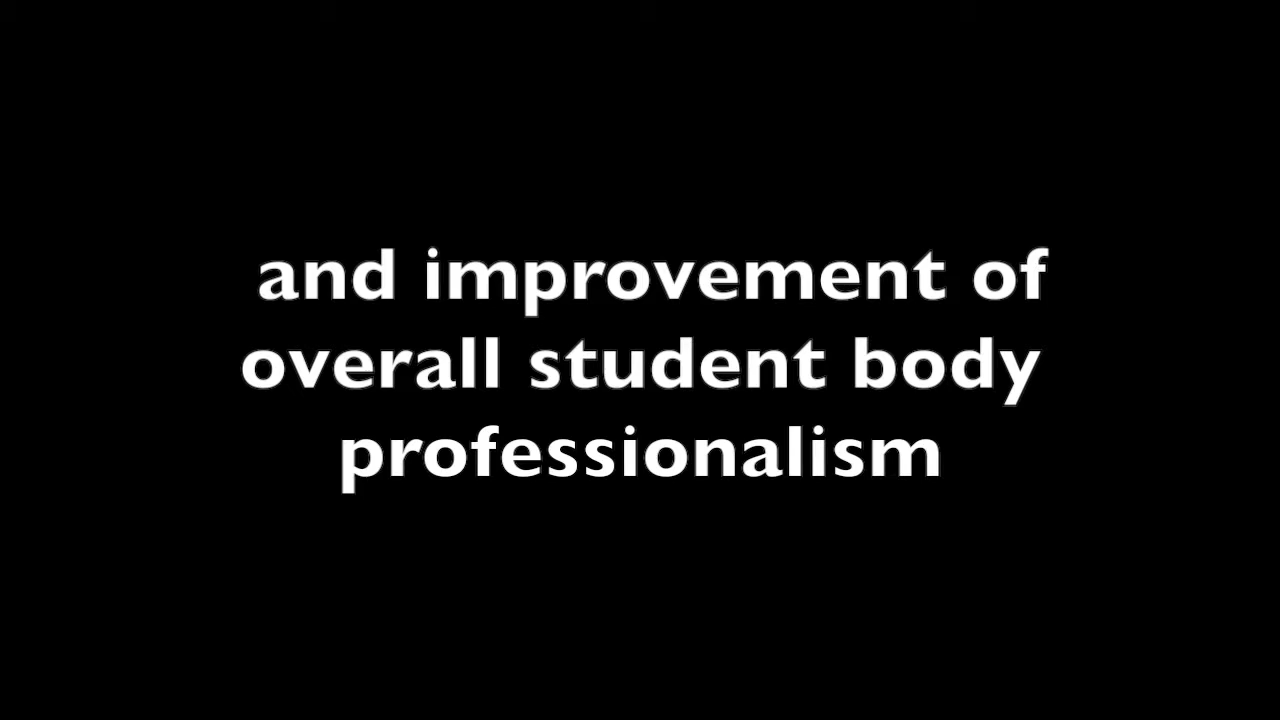 and improvement of
overall student body
professionalism